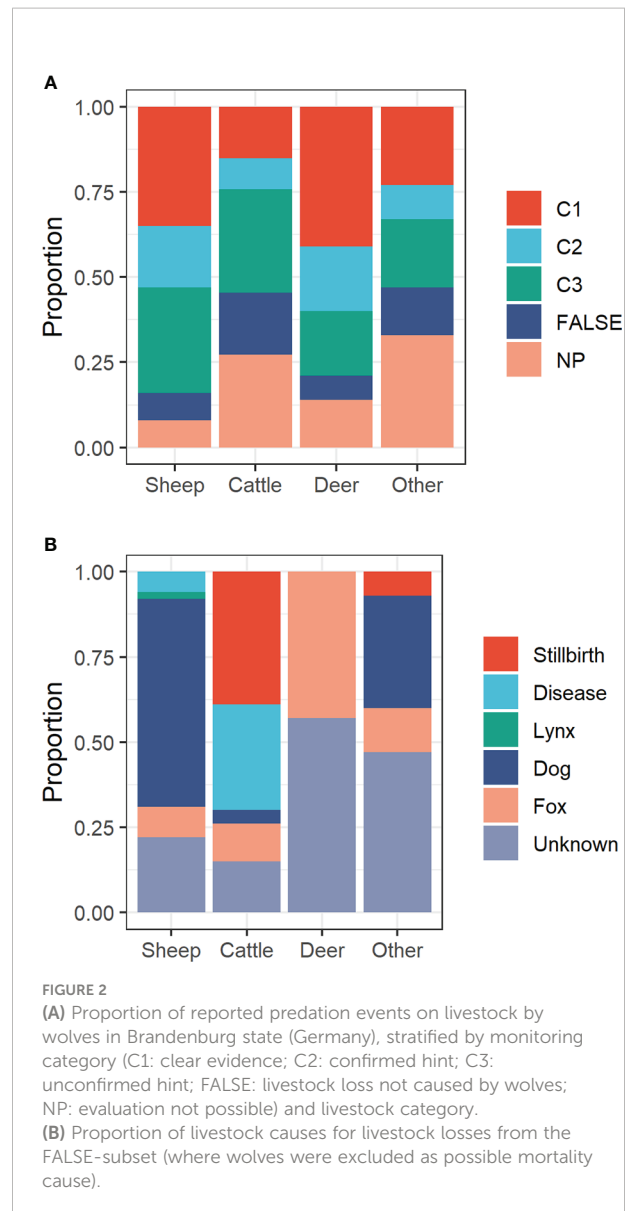 A
1.00
0.75
0.50
0.25
0.00
Proportion
Sheep Cattle Deer Other
C1
C2
C3
FALSE
NP
B
1.00
0.75
0.50
0.25
0.00
Proportion
Sheep Cattle Deer Other
Stillbirth
Disease
Lynx
Dog
Fox
Unknown
FIGURE 2
(A) Proportion of reported predation events on livestock by
wolves in Brandenburg state (Germany), stratified by monitoring
category (C1: clear evidence; C2: confirmed hint; C3:
unconfirmed hint; FALSE: livestock loss not caused by wolves;
NP: evaluation not possible) and livestock category.
(B) Proportion of livestock causes for livestock losses from the
FALSE-subset (where wolves were excluded as possible mortality
cause).